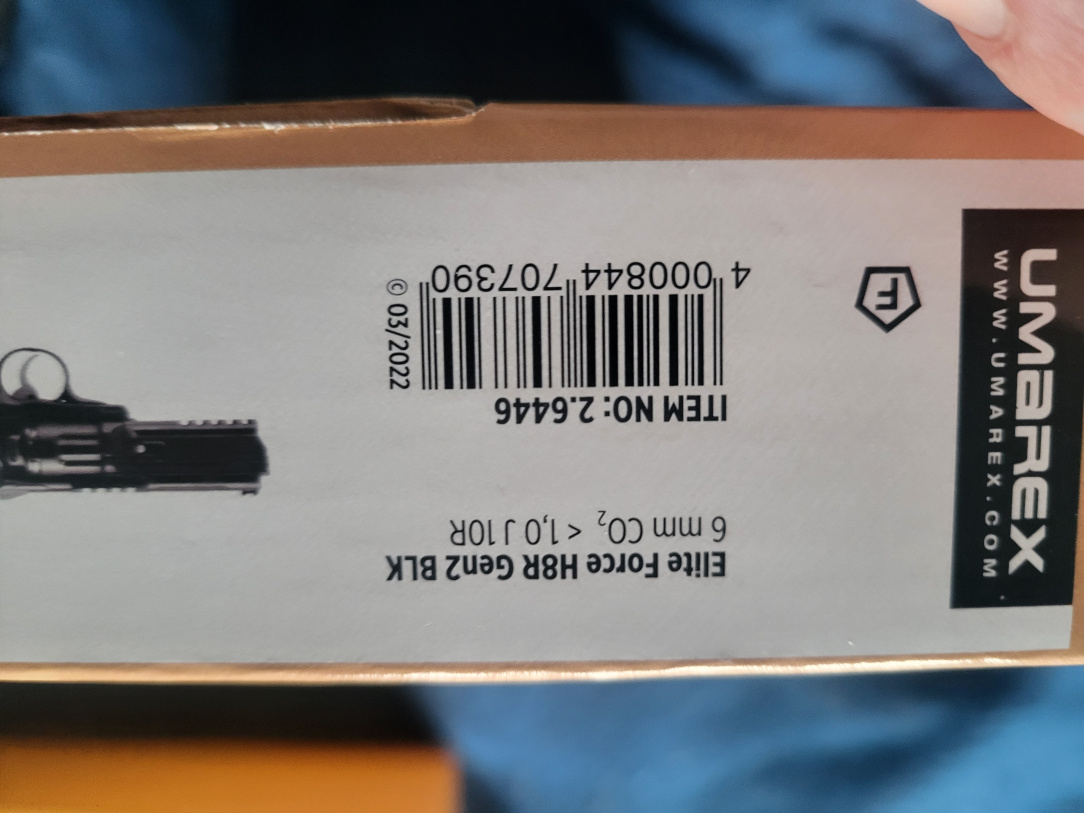 Elite Force H8R Gen2 BLK
6 mm CO₂ < 1,0 J 10R
ITEM NO: 2.6446
4 000844 707390
© 03/2022
F
UMAREX
WWW.UMAREX.COM